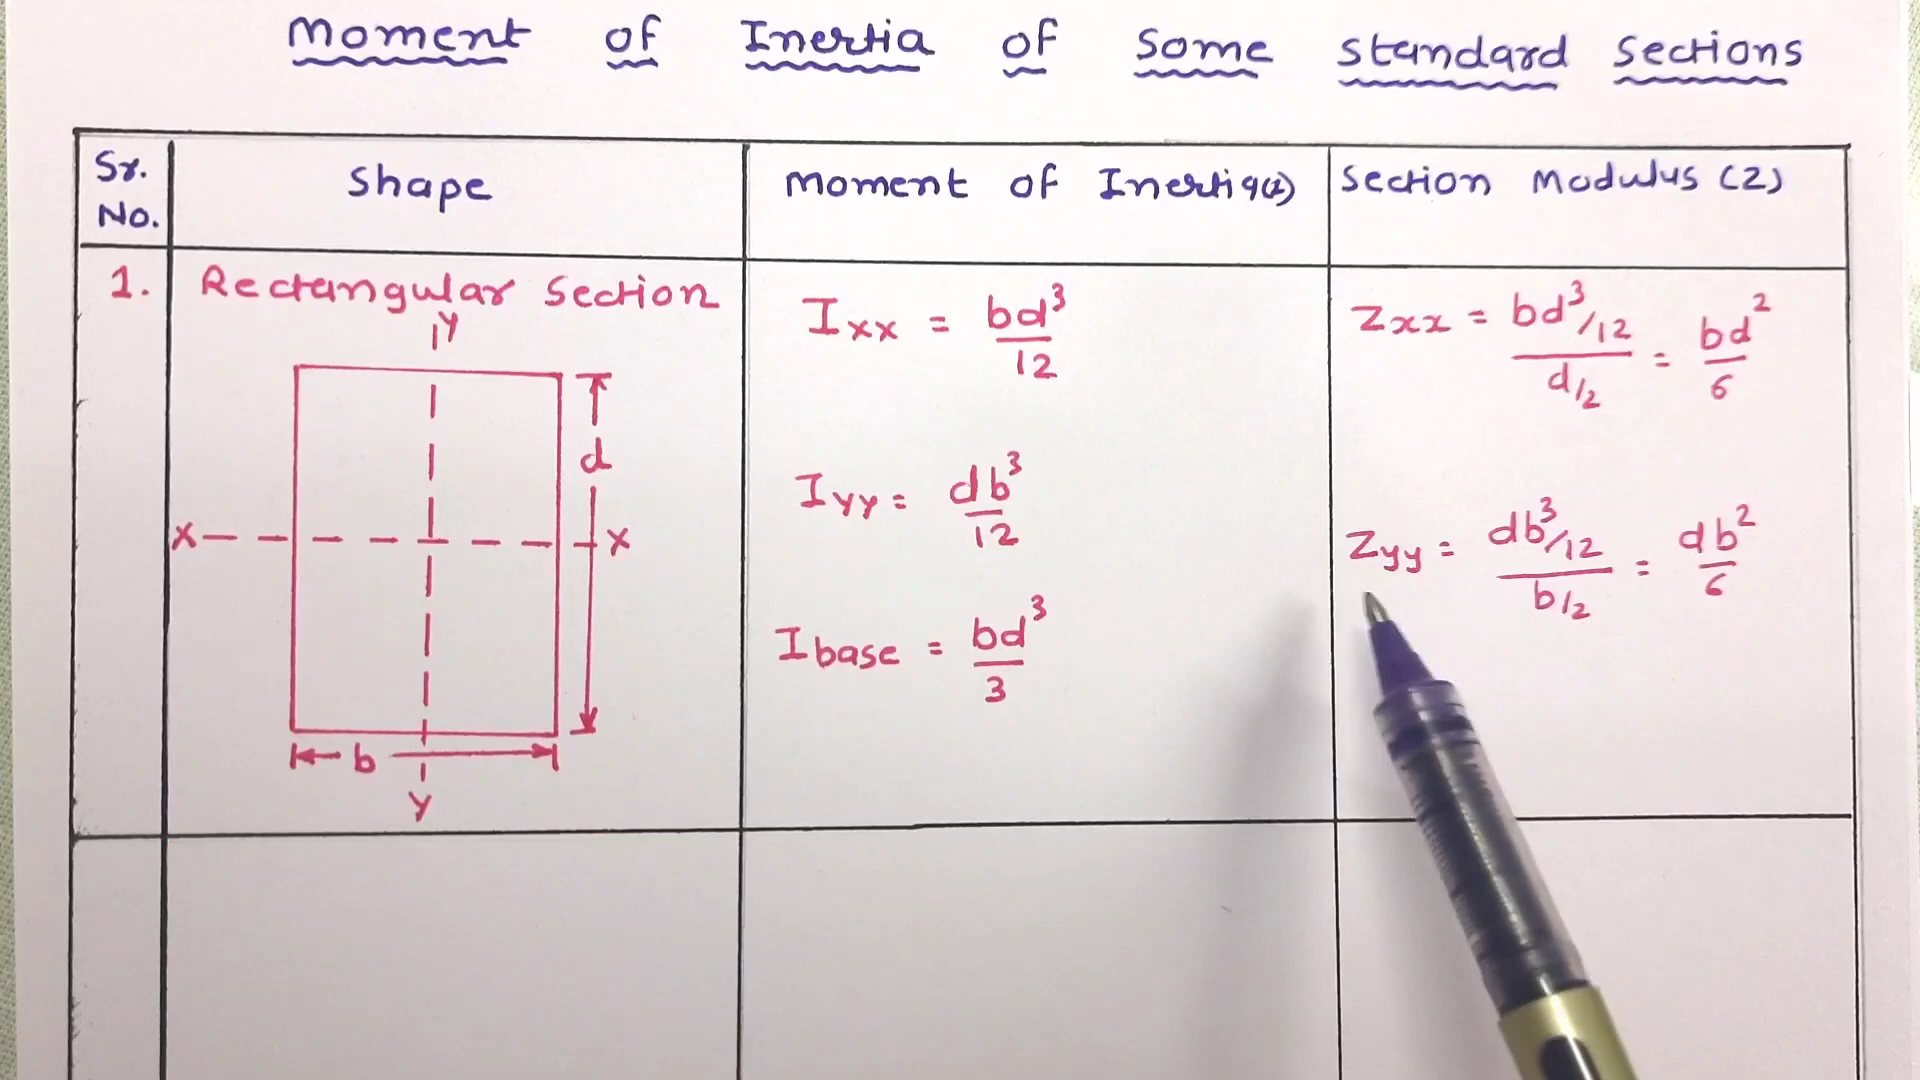 Moment of Inertia of Some standard sections
Sr. No.
shape
Moment of Inertia(I)
Section Modulus (Z)
1.
Rectangular Section
Y
d
X
X
b
Y
Ixx = bd³/12
Iyy = db³/12
Ibase = bd³/3
Zxx = bd³/12 / d/2 = bd²/6
Zyy = db³/12 / b/2 = db²/6